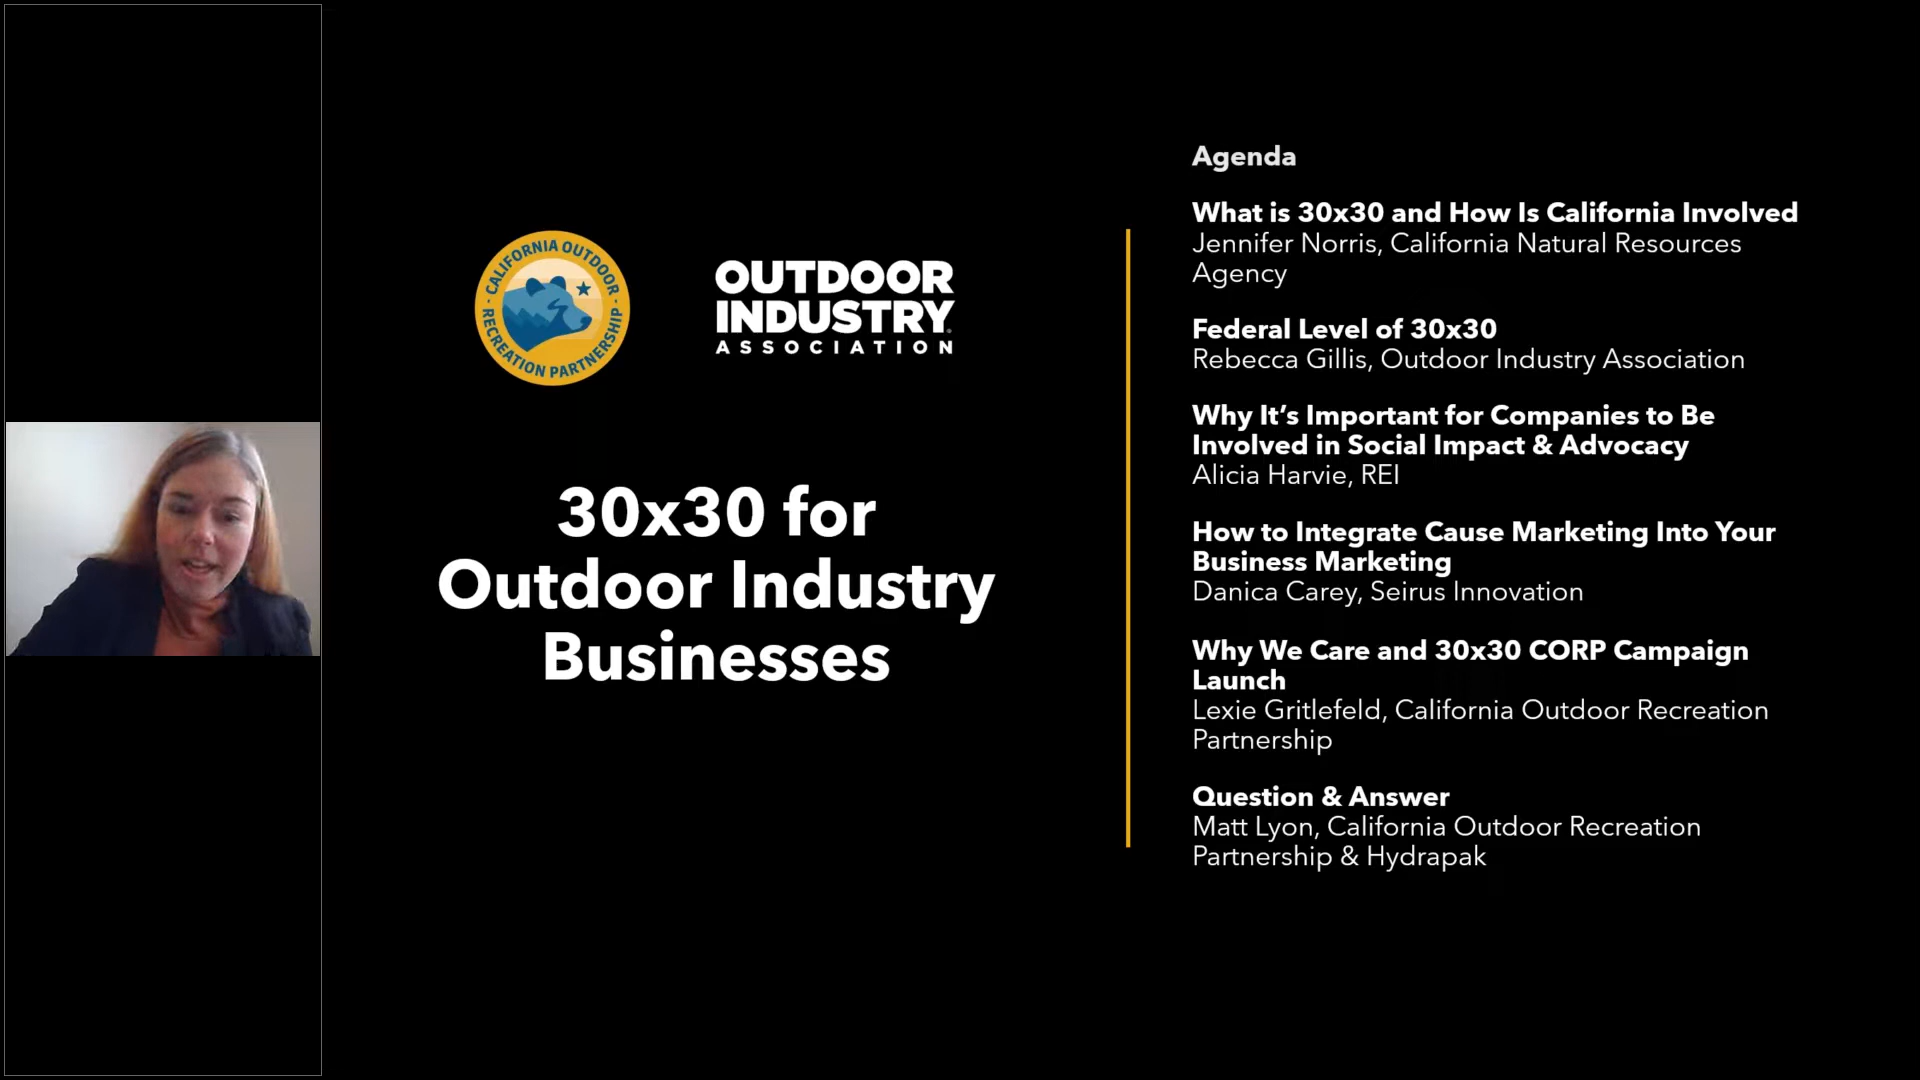 CALIFORNIA OUTDOOR
RECREATION PARTNERSHIP
OUTDOOR
INDUSTRY
ASSOCIATION
30x30 for
Outdoor Industry
Businesses
Agenda
What is 30x30 and How Is California Involved
Jennifer Norris, California Natural Resources
Agency
Federal Level of 30x30
Rebecca Gillis, Outdoor Industry Association
Why It’s Important for Companies to Be
Involved in Social Impact & Advocacy
Alicia Harvie, REI
How to Integrate Cause Marketing Into Your
Business Marketing
Danica Carey, Seirus Innovation
Why We Care and 30x30 CORP Campaign
Launch
Lexie Gritlefeld, California Outdoor Recreation
Partnership
Question & Answer
Matt Lyon, California Outdoor Recreation
Partnership & Hydrapak